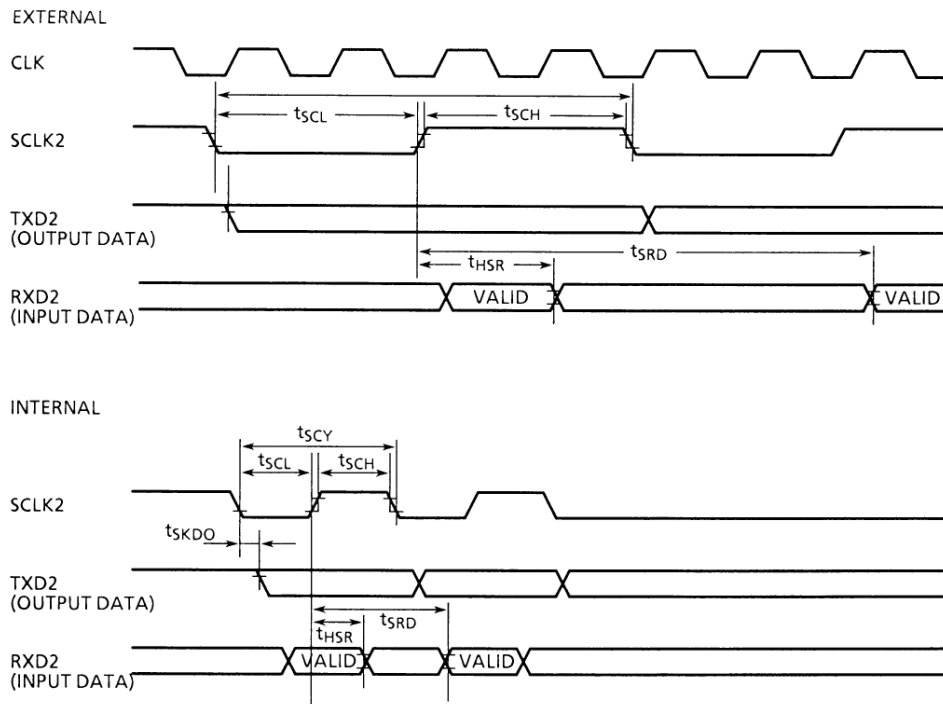 EXTERNAL
CLK
tSCL
tSCH
SCLK2
TXD2
(OUTPUT DATA)
tSRD
tHSR
RXD2
(INPUT DATA)
VALID
VALID
INTERNAL
tSCY
tSCL
tSCH
SCLK2
tSKDO
TXD2
(OUTPUT DATA)
tSRD
tHSR
RXD2
(INPUT DATA)
VALID
VALID